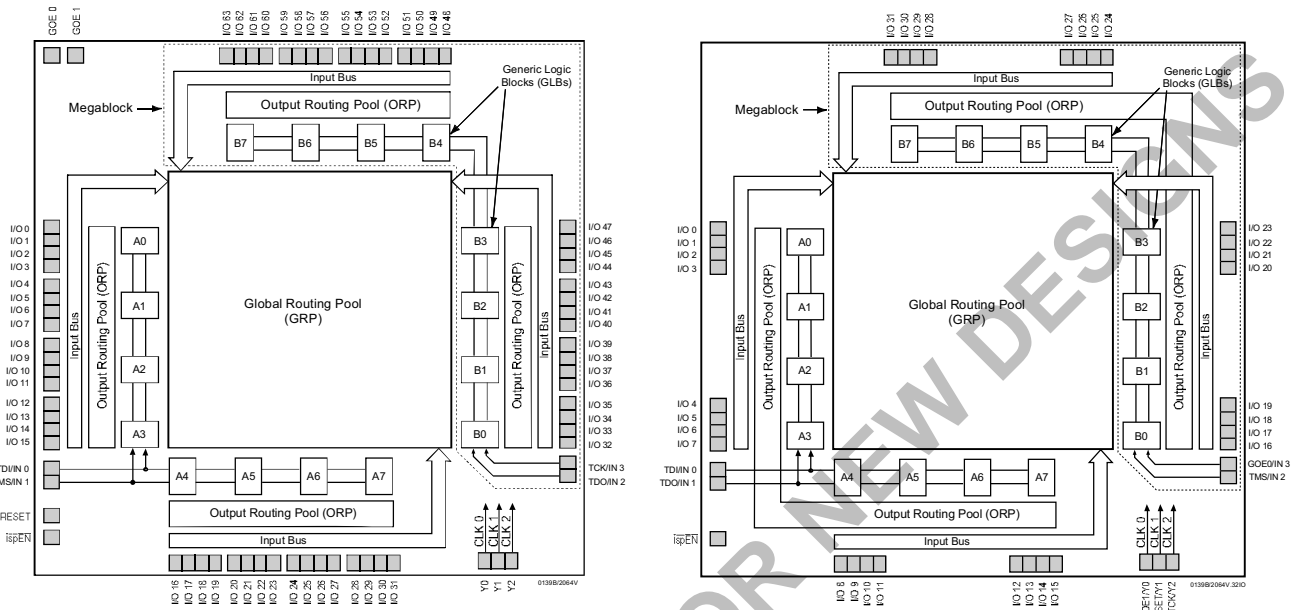 GOE 0
GOE 1
I/O 63
I/O 62
I/O 61
I/O 60
I/O 59
I/O 58
I/O 57
I/O 56
I/O 55
I/O 54
I/O 53
I/O 52
I/O 51
I/O 50
I/O 49
I/O 48
Input Bus
Generic Logic
Blocks (GLBs)
Megablock
Output Routing Pool (ORP)
B7
B6
B5
B4
I/O 0
I/O 1
I/O 2
I/O 3
I/O 4
I/O 5
I/O 6
I/O 7
I/O 8
I/O 9
I/O 10
I/O 11
I/O 12
I/O 13
I/O 14
I/O 15
Input Bus
Output Routing Pool (ORP)
A0
A1
A2
A3
Global Routing Pool
(GRP)
B3
B2
B1
B0
Output Routing Pool (ORP)
Input Bus
I/O 47
I/O 46
I/O 45
I/O 44
I/O 43
I/O 42
I/O 41
I/O 40
I/O 39
I/O 38
I/O 37
I/O 36
I/O 35
I/O 34
I/O 33
I/O 32
TDI/IN 0
MS/IN 1
A4
A5
A6
A7
TCK/IN 3
TDO/IN 2
RESET
ispEN
Output Routing Pool (ORP)
Input Bus
CLK 0
CLK 1
CLK 2
I/O 16
I/O 17
I/O 18
I/O 19
I/O 20
I/O 21
I/O 22
I/O 23
I/O 24
I/O 25
I/O 26
I/O 27
I/O 28
I/O 29
I/O 30
I/O 31
Y0
Y1
Y2
0139B/2064V
I/O 31
I/O 30
I/O 29
I/O 28
I/O 27
I/O 26
I/O 25
I/O 24
Input Bus
Generic Logic
Blocks (GLBs)
Megablock
Output Routing Pool (ORP)
B7
B6
B5
B4
I/O 0
I/O 1
I/O 2
I/O 3
I/O 4
I/O 5
I/O 6
I/O 7
Input Bus
Output Routing Pool (ORP)
A0
A1
A2
A3
Global Routing Pool
(GRP)
B3
B2
B1
B0
Output Routing Pool (ORP)
Input Bus
I/O 23
I/O 22
I/O 21
I/O 20
I/O 19
I/O 18
I/O 17
I/O 16
TDI/IN 0
TDO/IN 1
A4
A5
A6
A7
GOE0/IN 3
TMS/IN 2
ispEN
Output Routing Pool (ORP)
Input Bus
CLK 0
CLK 1
CLK 2
I/O 8
I/O 9
I/O 10
I/O 11
I/O 12
I/O 13
I/O 14
I/O 15
OE1/Y0
SET/Y1
TCK/Y2
0139B/2064V.32IO
OR NEW DESIGNS